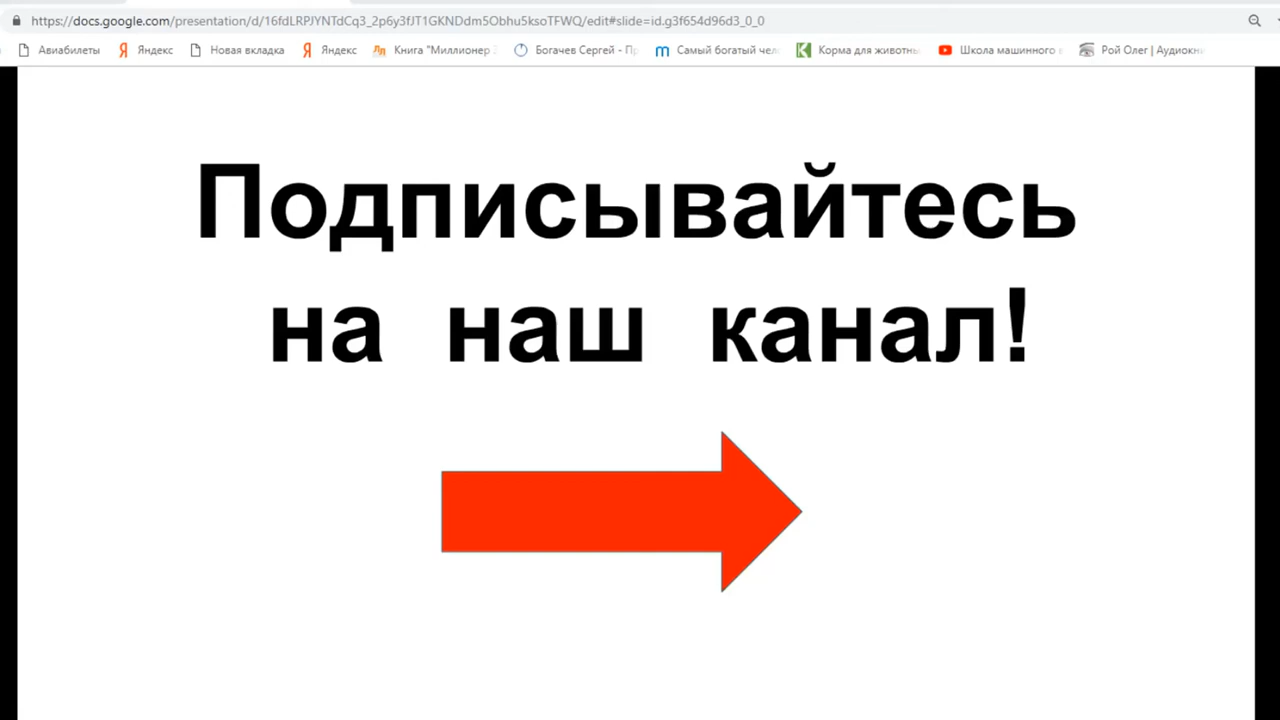 https://docs.google.com/presentation/d/16fdLRPJYNTdCq3_2p6y3fJT1GKNDdm5Obhu5ksoTFWQ/edit#slide=id.g3f654d96d3_0_0
Авиабилеты Яндекс Новая вкладка Яндекс Книга "Миллионер Богачев Сергей - Пр Самый богатый чел Корма для животны Школа машинного Рой Олег | Аудиокни
Подписывайтесь
на наш канал!